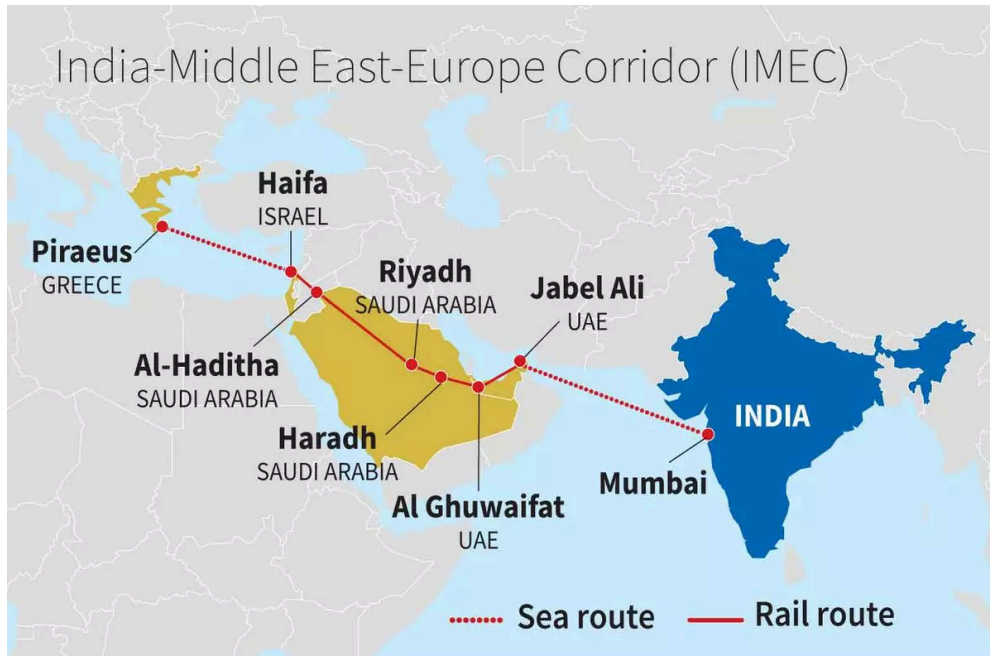 India-Middle East-Europe Corridor (IMEC)
Haifa
ISRAEL
Piraeus
GREECE
Riyadh
SAUDI ARABIA
Jabel Ali
UAE
Al-Haditha
SAUDI ARABIA
INDIA
Haradh
SAUDI ARABIA
Mumbai
Al Ghuwaifat
UAE
Sea route
Rail route